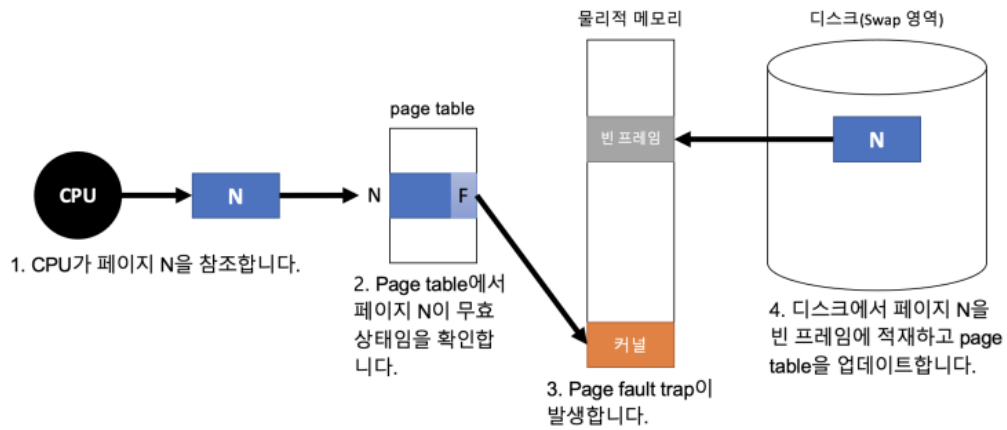 물리적 메모리
디스크(Swap 영역)
page table
빈 프레임
N
CPU
N
N
F
1. CPU가 페이지 N을 참조합니다.
2. Page table에서
페이지 N이 무효
상태임을 확인합
니다.
커널
3. Page fault trap이
발생합니다.
4. 디스크에서 페이지 N을
빈 프레임에 적재하고 page
table을 업데이트합니다.